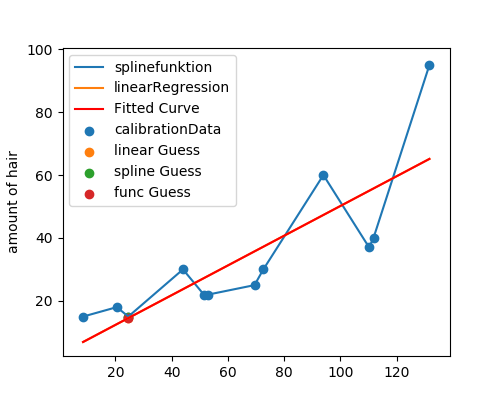 100
80
60
40
20
amount of hair
splinefunktion
linearRegression
Fitted Curve
calibrationData
linear Guess
spline Guess
func Guess
20 40 60 80 100 120